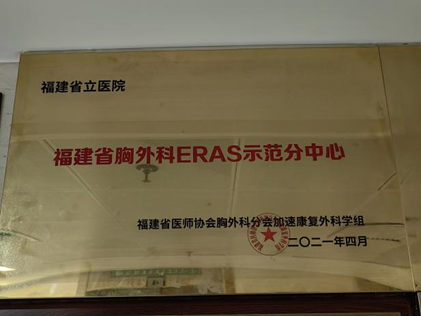 福建省立医院
福建省胸外科ERAS示范分中心
福建省医师协会胸外科分会加速康复外科学组
二〇二一年四月